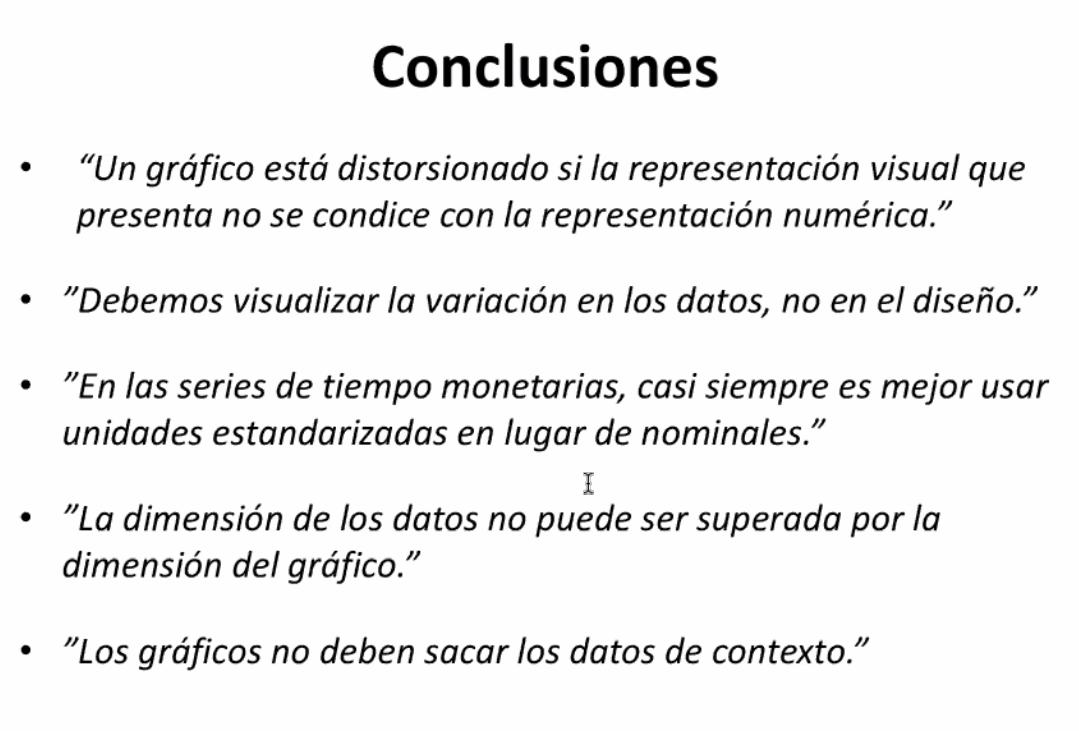 Conclusiones
• “Un gráfico está distorsionado si la representación visual que
presenta no se condice con la representación numérica.”
• ”Debemos visualizar la variación en los datos, no en el diseño.”
• ”En las series de tiempo monetarias, casi siempre es mejor usar
unidades estandarizadas en lugar de nominales.”
• ”La dimensión de los datos no puede ser superada por la
dimensión del gráfico.”
• ”Los gráficos no deben sacar los datos de contexto.”